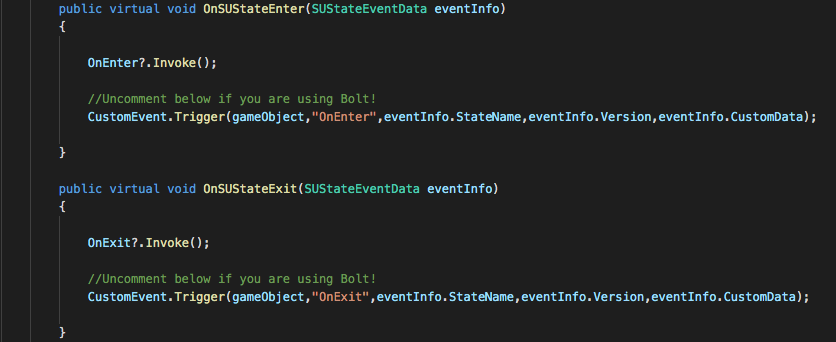 public virtual void OnSUStateEnter(SUStateEventData eventInfo)
{
OnEnter?.Invoke();
//Uncomment below if you are using Bolt!
CustomEvent.Trigger(gameObject,"OnEnter",eventInfo.StateName,eventInfo.Version,eventInfo.CustomData);
}
public virtual void OnSUStateExit(SUStateEventData eventInfo)
{
OnExit?.Invoke();
//Uncomment below if you are using Bolt!
CustomEvent.Trigger(gameObject,"OnExit",eventInfo.StateName,eventInfo.Version,eventInfo.CustomData);
}